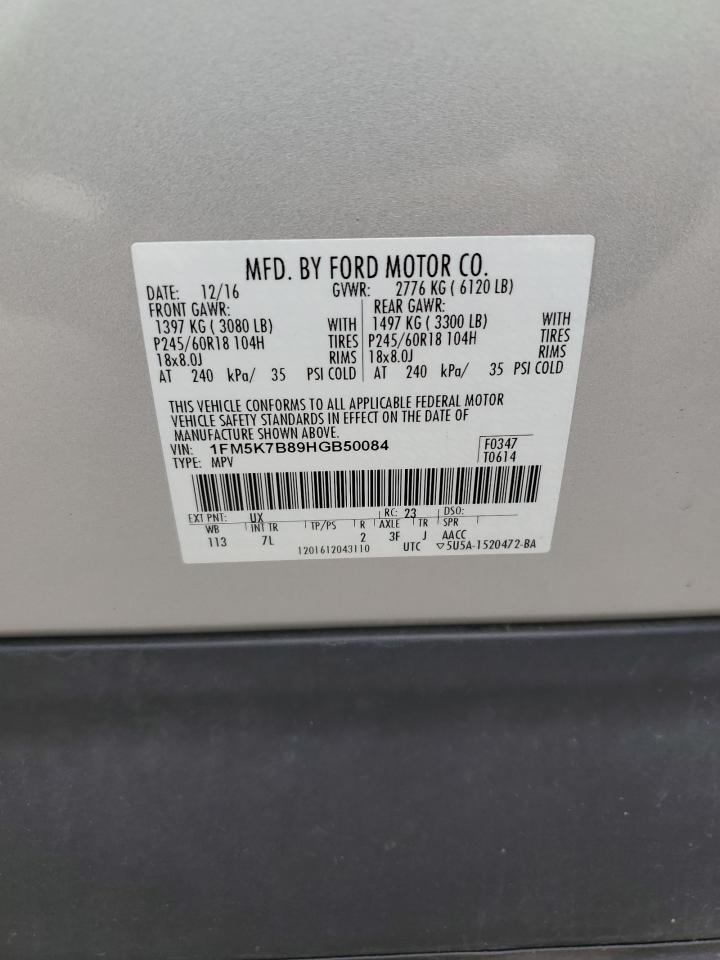 MFD. BY FORD MOTOR CO.
DATE: 12/16 GVWR: 2776 KG ( 6120 LB)
FRONT GAWR: REAR GAWR:
1397 KG ( 3080 LB) WITH 1497 KG ( 3300 LB) WITH
P245/60R18 104H TIRES P245/60R18 104H TIRES
18x8.0J RIMS 18x8.0J RIMS
AT 240 kPa/ 35 PSI COLD AT 240 kPa/ 35 PSI COLD
THIS VEHICLE CONFORMS TO ALL APPLICABLE FEDERAL MOTOR
VEHICLE SAFETY STANDARDS IN EFFECT ON THE DATE OF
MANUFACTURE SHOWN ABOVE.
VIN: 1FM5K7B89HGB50084 F0347
TYPE: MPV T0614
EXT PNT: UX RC: 23 DSO:
WB INT TR TP/PS R AXLE TR SPR
113 7L 2 3F J AACC
1201612043110 UTC ▽5U5A-1520472-BA